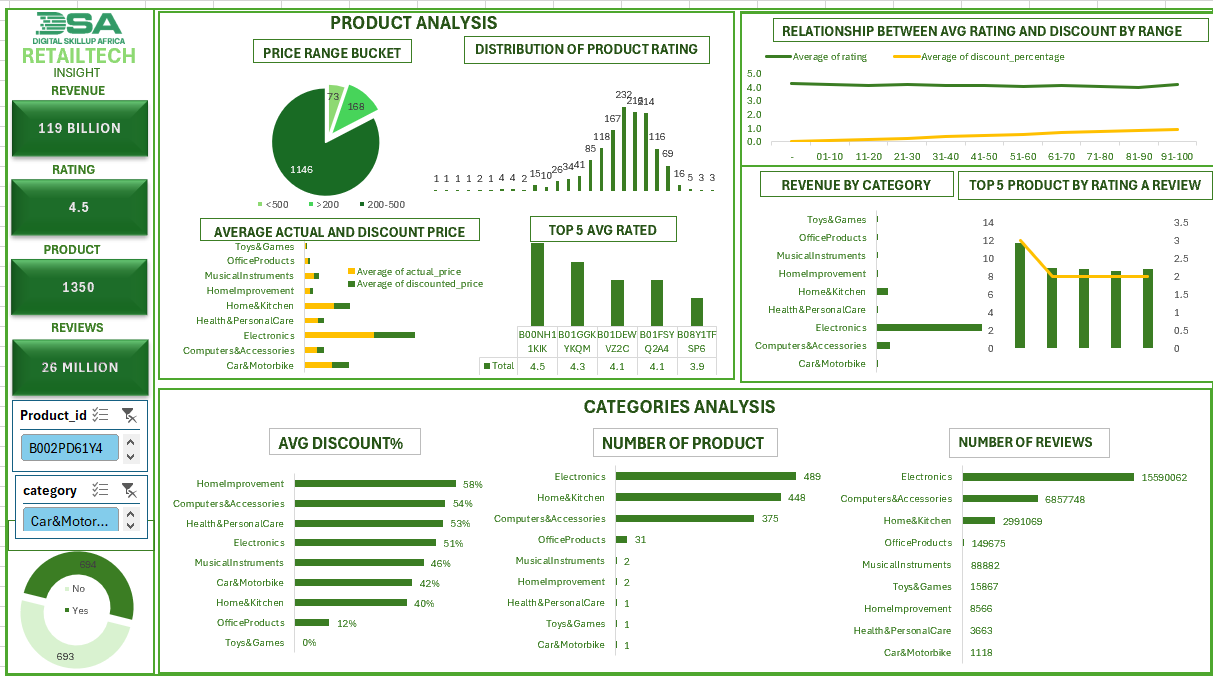 DSA
DIGITAL SKILLUP AFRICA
RETAILTECH
INSIGHT
REVENUE
119 BILLION
RATING
4.5
PRODUCT
1350
REVIEWS
26 MILLION
Product_id
B002PD61Y4
category
Car&Motor...
694
No
Yes
693
PRODUCT ANALYSIS
PRICE RANGE BUCKET
73
168
1146
<500 >200 200-500
DISTRIBUTION OF PRODUCT RATING
1 1 1 1 2 1 4 4 2 15 10 26 34 41 85 118 167 232 219 214 116 69 16 5 3 3
AVERAGE ACTUAL AND DISCOUNT PRICE
Toys&Games
OfficeProducts
MusicalInstruments
HomeImprovement
Home&Kitchen
Health&PersonalCare
Electronics
Computers&Accessories
Car&Motorbike
Average of actual_price
Average of discounted_price
TOP 5 AVG RATED
B00NH1 B01GGK B01DEW B01FSY B08Y1TF
1KIK YKQM VZ2C Q2A4 SP6
Total 4.5 4.3 4.1 4.1 3.9
RELATIONSHIP BETWEEN AVG RATING AND DISCOUNT BY RANGE
Average of rating Average of discount_percentage
5.0
4.0
3.0
2.0
1.0
0.0
- 01-10 11-20 21-30 31-40 41-50 51-60 61-70 71-80 81-90 91-100
REVENUE BY CATEGORY
Toys&Games
OfficeProducts
MusicalInstruments
HomeImprovement
Home&Kitchen
Health&PersonalCare
Electronics
Computers&Accessories
Car&Motorbike
TOP 5 PRODUCT BY RATING A REVIEW
14
12
10
8
6
4
2
0
3.5
3
2.5
2
1.5
1
0.5
0
CATEGORIES ANALYSIS
AVG DISCOUNT%
HomeImprovement 58%
Computers&Accessories 54%
Health&PersonalCare 53%
Electronics 51%
MusicalInstruments 46%
Car&Motorbike 42%
Home&Kitchen 40%
OfficeProducts 12%
Toys&Games 0%
NUMBER OF PRODUCT
Electronics 489
Home&Kitchen 448
Computers&Accessories 375
OfficeProducts 31
MusicalInstruments 2
HomeImprovement 2
Health&PersonalCare 1
Toys&Games 1
Car&Motorbike 1
NUMBER OF REVIEWS
Electronics 15590062
Computers&Accessories 6857748
Home&Kitchen 2991069
OfficeProducts 149675
MusicalInstruments 88882
Toys&Games 15867
HomeImprovement 8566
Health&PersonalCare 3663
Car&Motorbike 1118